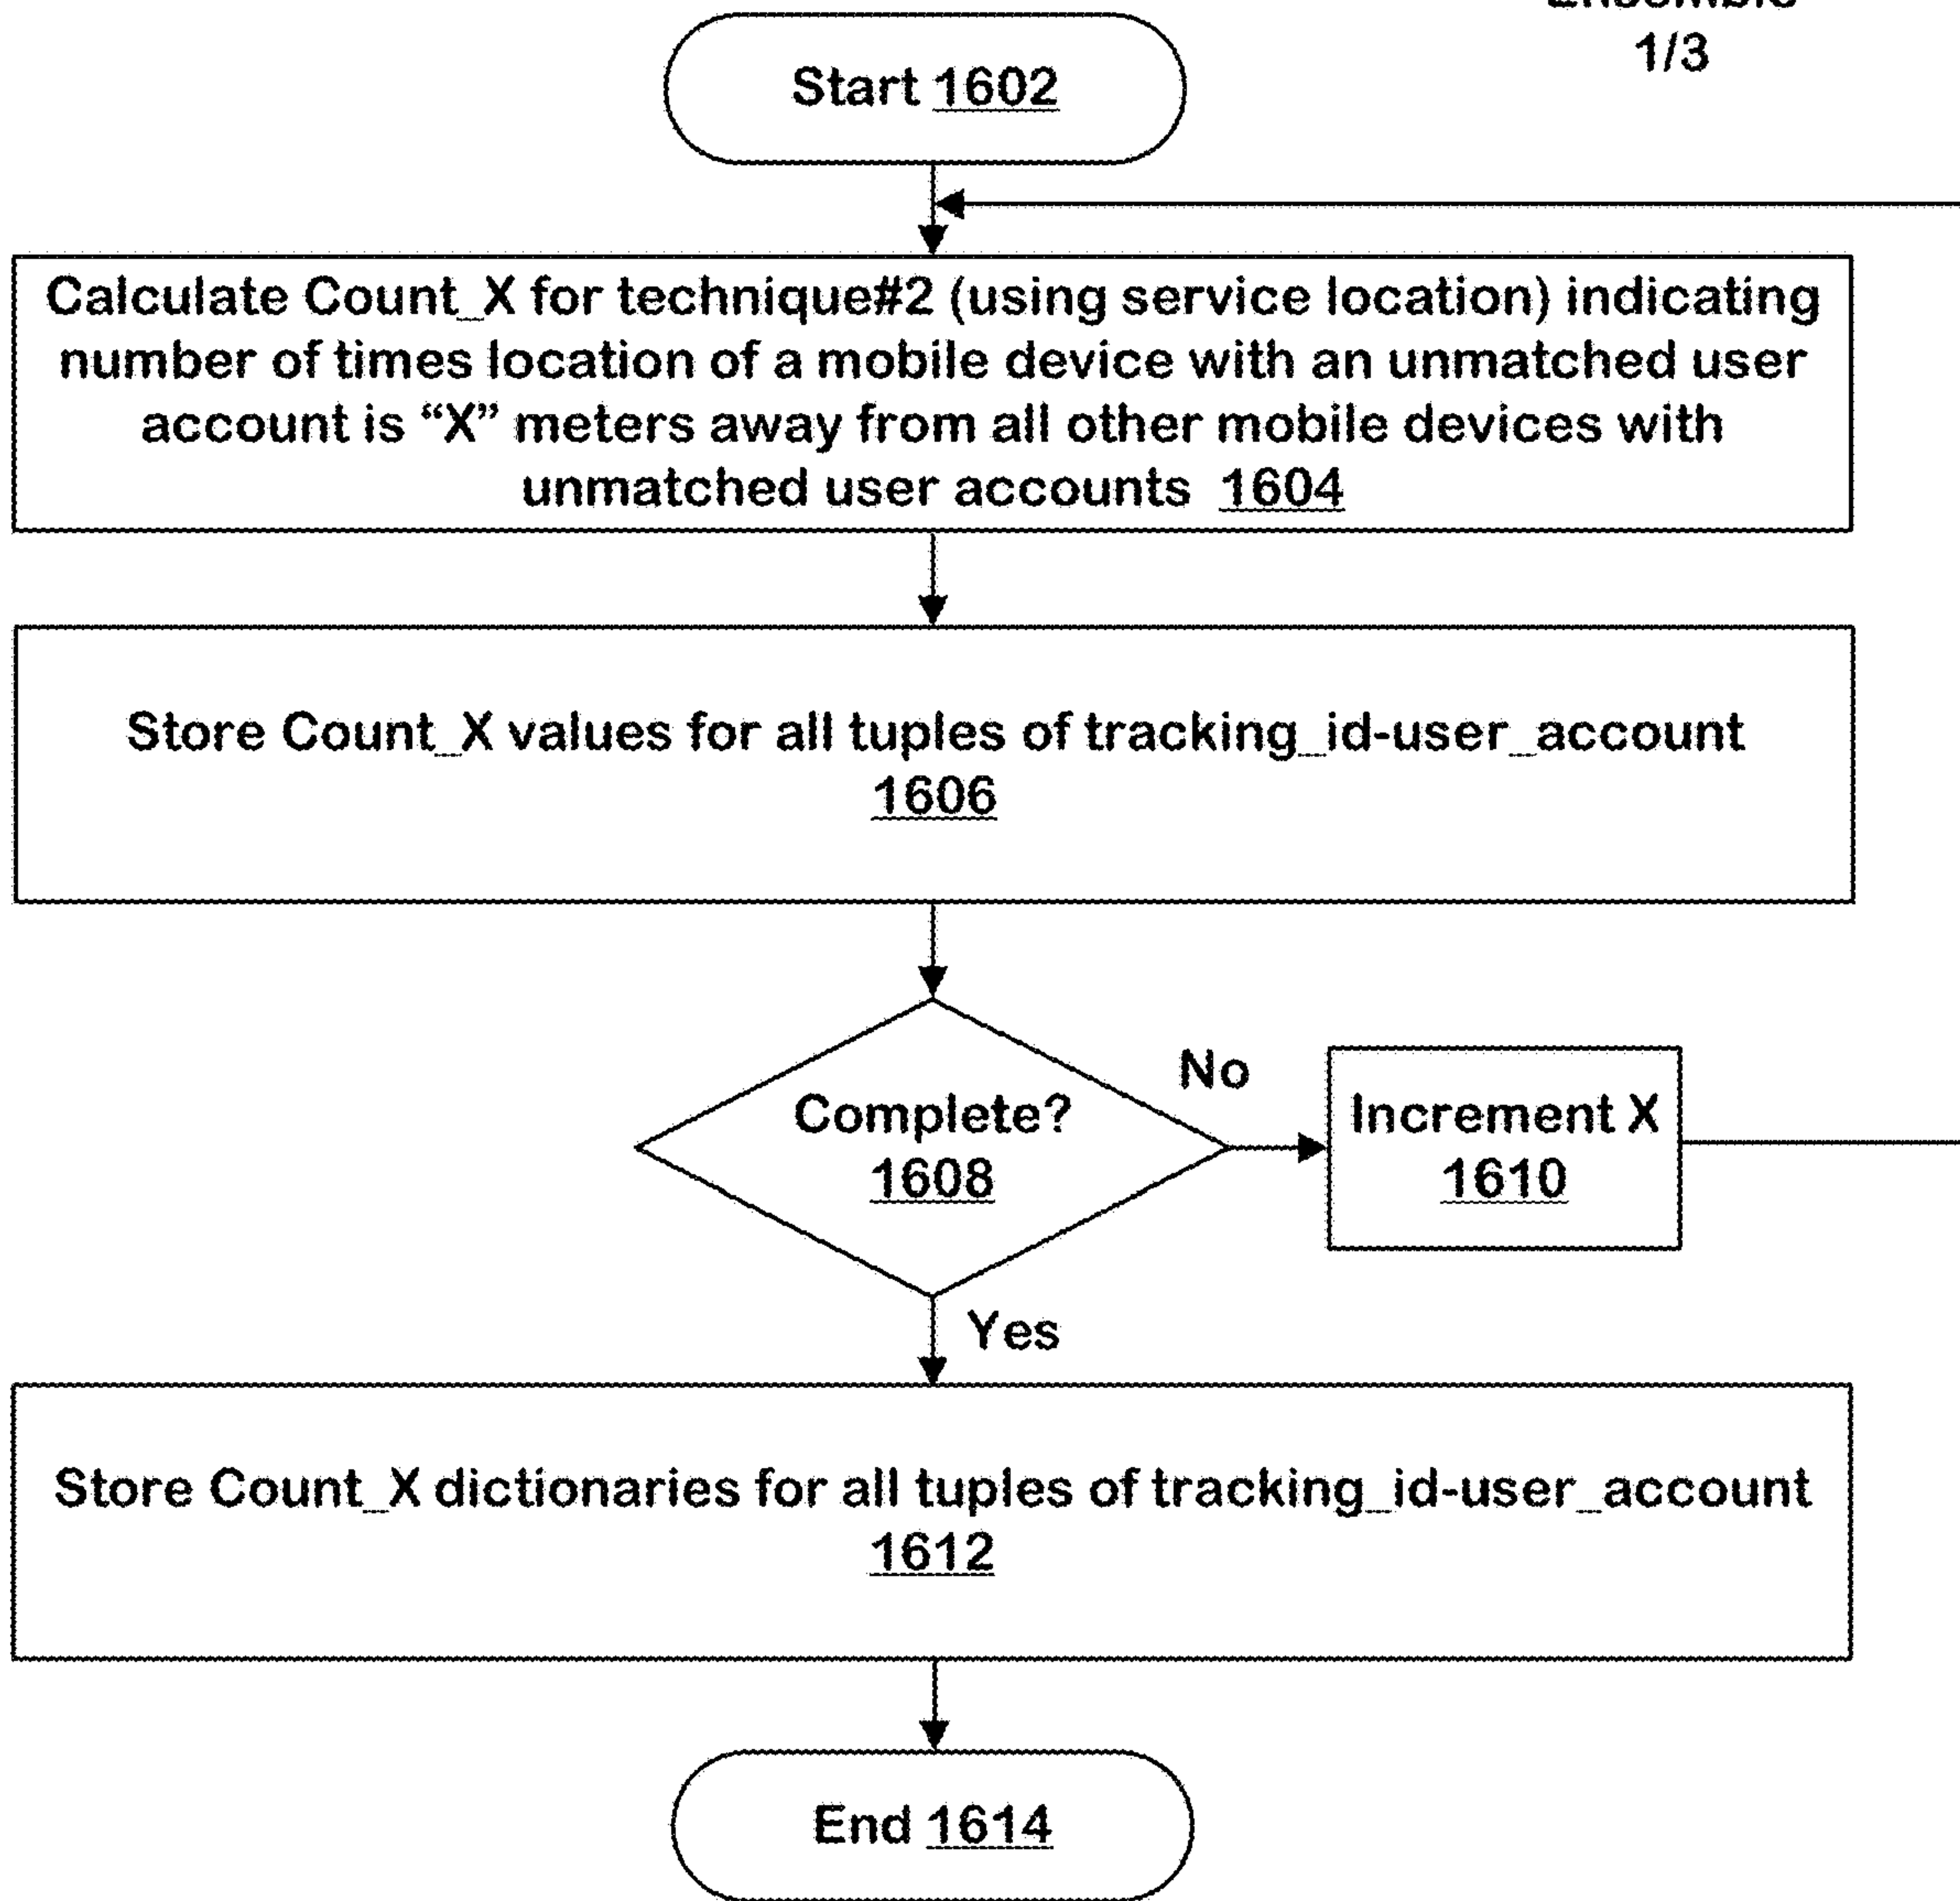 1/3
Start 1602
Calculate Count_X for technique#2 (using service location) indicating
number of times location of a mobile device with an unmatched user
account is “X” meters away from all other mobile devices with
unmatched user accounts 1604
Store Count_X values for all tuples of tracking_id-user_account
1606
No
Complete?
1608
Increment X
1610
Yes
Store Count_X dictionaries for all tuples of tracking_id-user_account
1612
End 1614